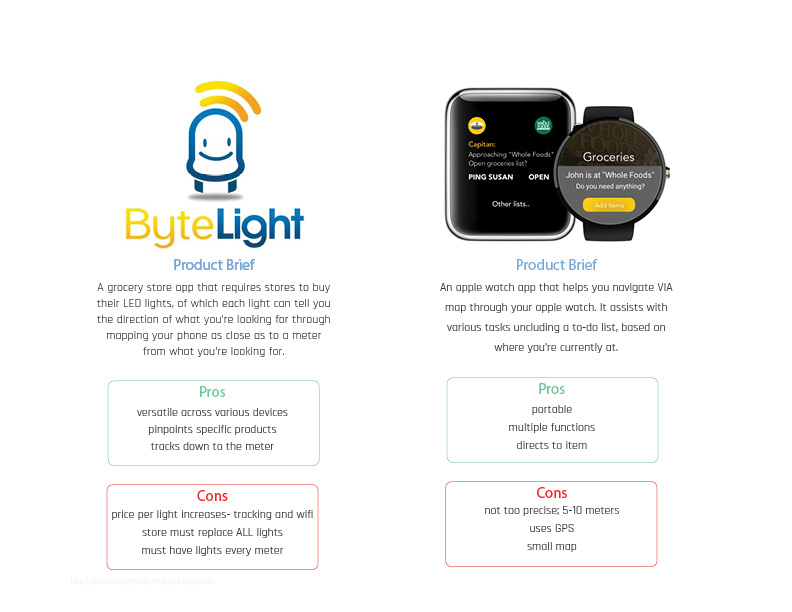 ByteLight
Product Brief
A grocery store app that requires stores to buy
their LED lights, of which each light can tell you
the direction of what you're looking for through
mapping your phone as close as to a meter
from what you're looking for.
Pros
versatile across various devices
pinpoints specific products
tracks down to the meter
Cons
price per light increases- tracking and wifi
store must replace ALL lights
must have lights every meter
WHOLE
FOODS
Capitan:
Approaching "Whole Foods"
Open groceries list?
PING SUSAN OPEN
Other lists..
WHOLE
FOODS
Groceries
John is at "Whole Foods"
Do you need anything?
Add Items
Product Brief
An apple watch app that helps you navigate VIA
map through your apple watch. It assists with
various tasks uncluding a to-do list, based on
where you're currently at.
Pros
portable
multiple functions
directs to item
Cons
not too precise; 5-10 meters
uses GPS
small map